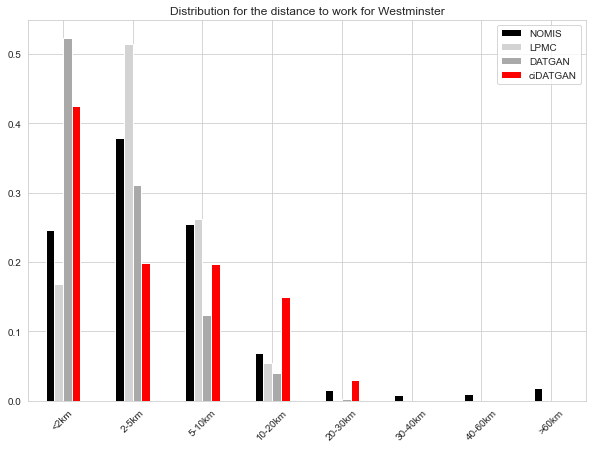 Distribution for the distance to work for Westminster
NOMIS
LPMC
DATGAN
ciDATGAN
0.5
0.4
0.3
0.2
0.1
0.0
<2km
2-5km
5-10km
10-20km
20-30km
30-40km
40-60km
>60km